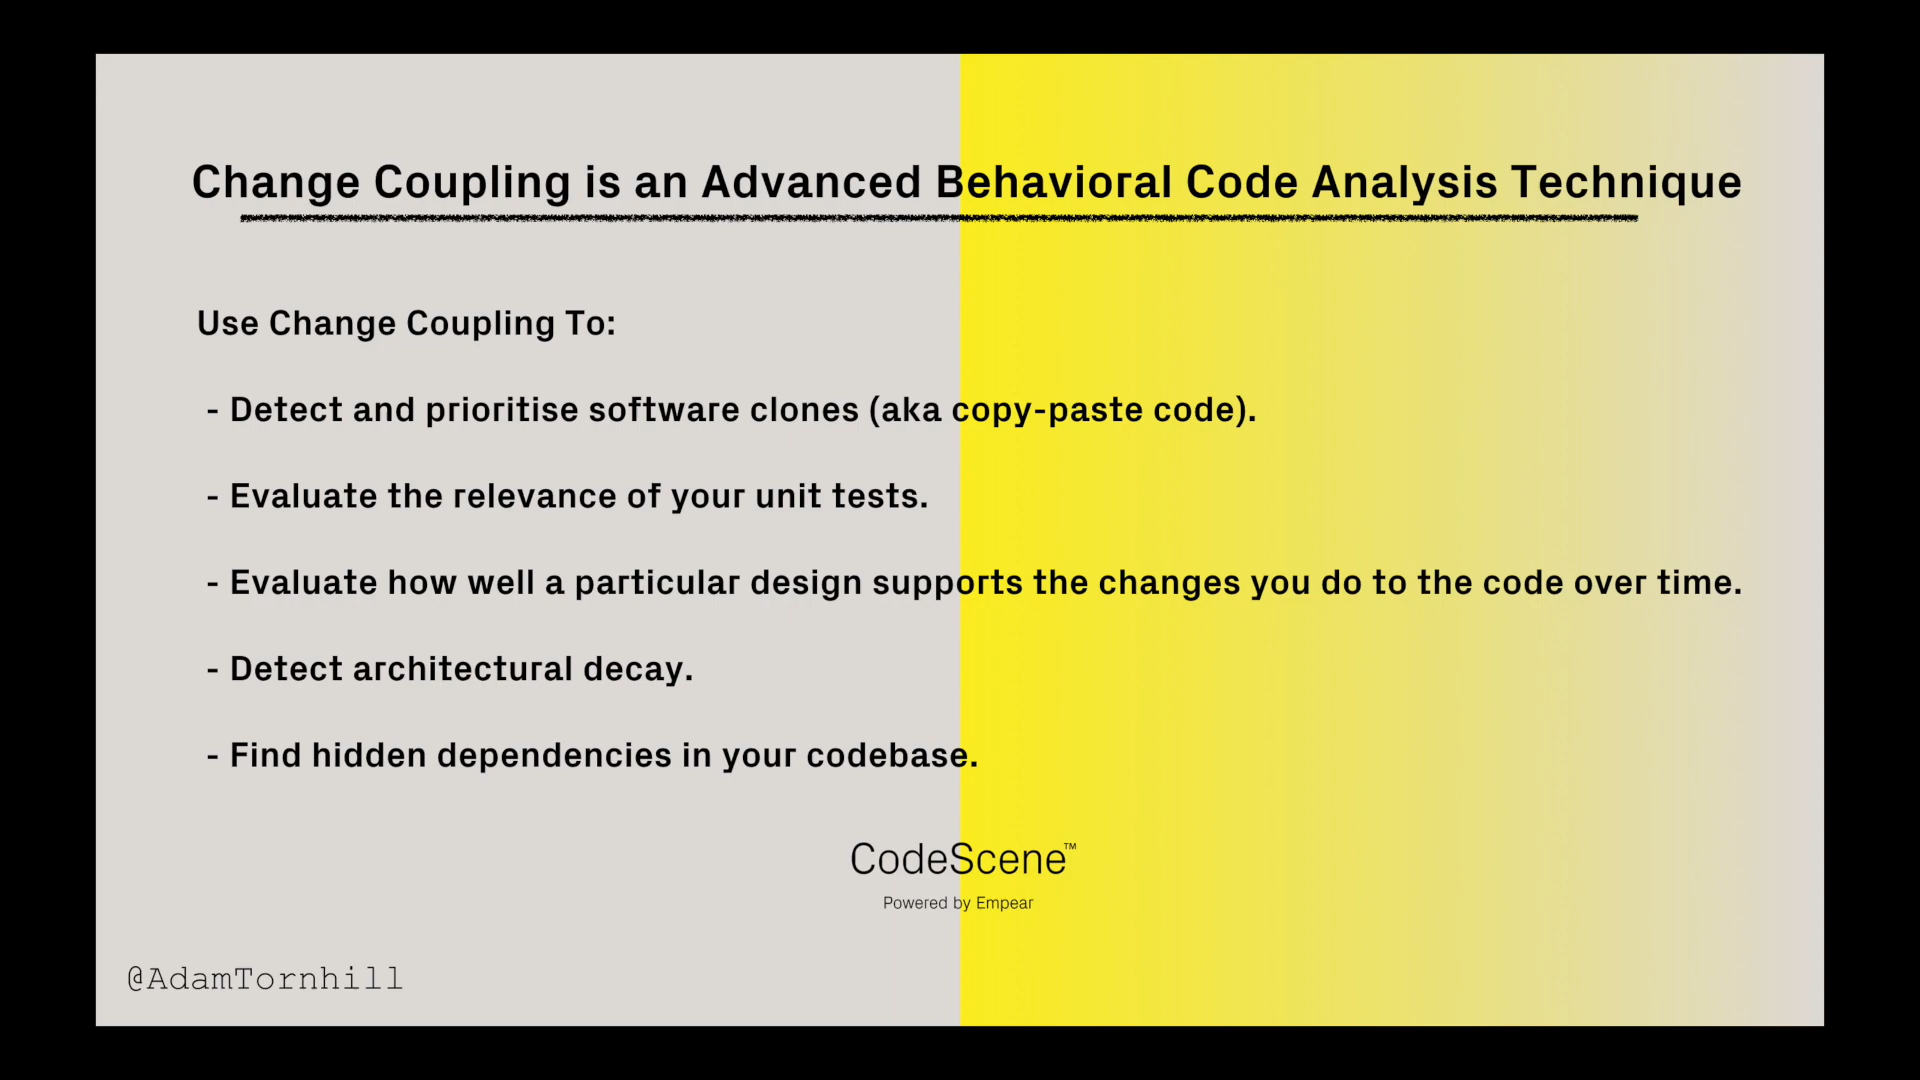 Change Coupling is an Advanced Behavioral Code Analysis Technique
Use Change Coupling To:
- Detect and prioritise software clones (aka copy-paste code).
- Evaluate the relevance of your unit tests.
- Evaluate how well a particular design supports the changes you do to the code over time.
- Detect architectural decay.
- Find hidden dependencies in your codebase.
CodeScene™
Powered by Empear
@AdamTornhill